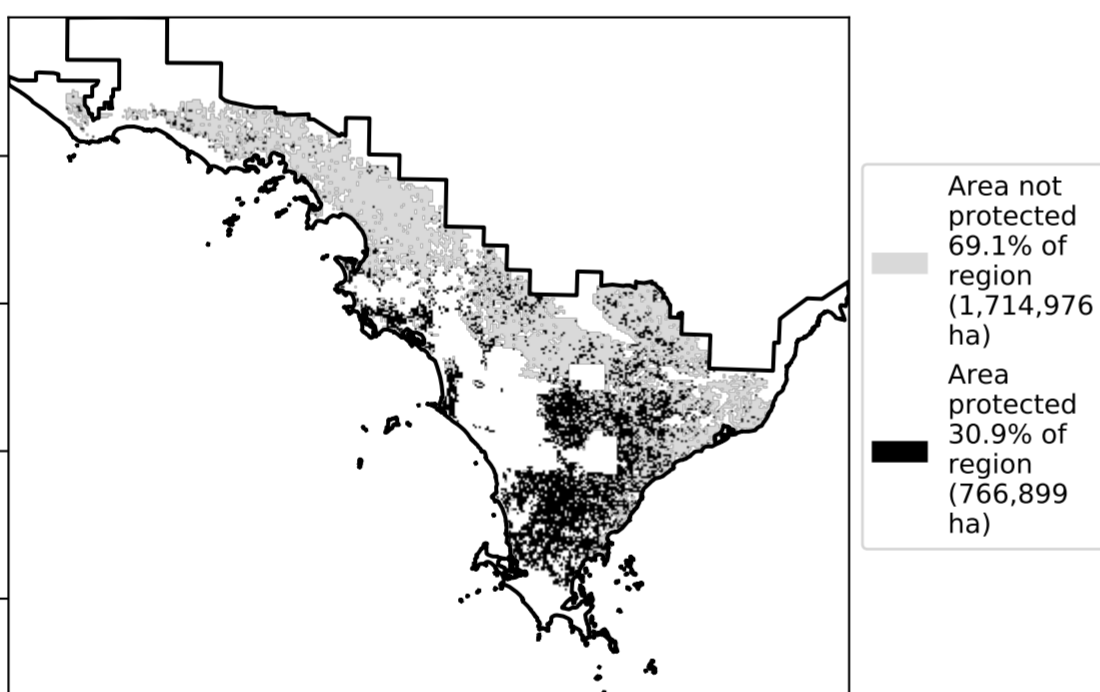 Area not
protected
69.1% of
region
(1,714,976
ha)
Area
protected
30.9% of
region
(766,899
ha)